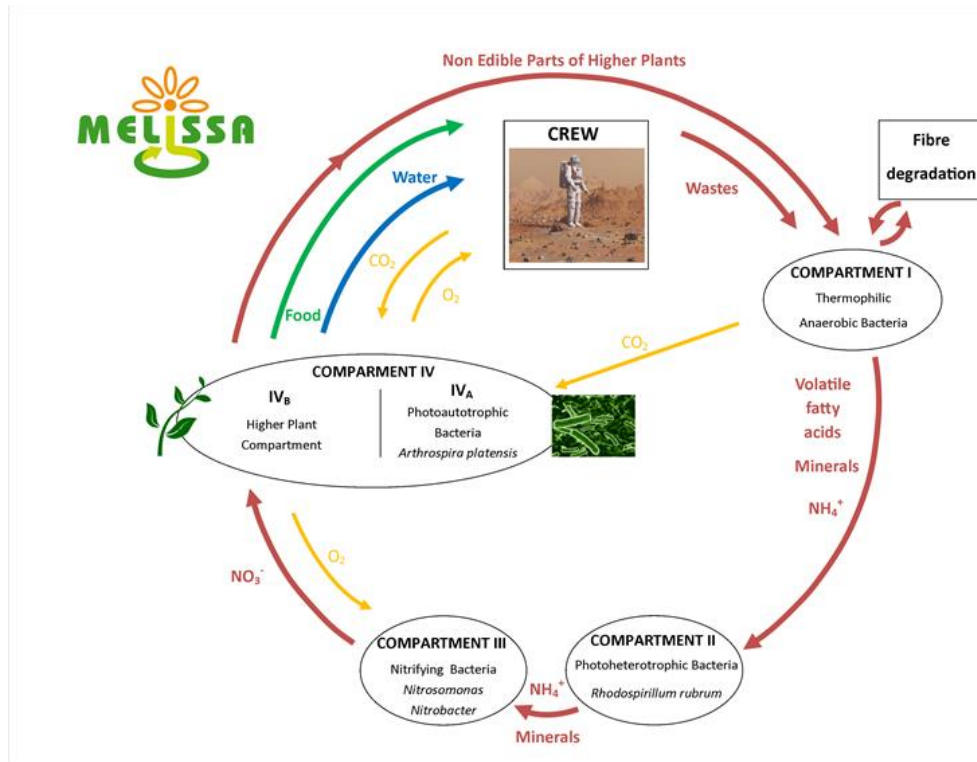 Non Edible Parts of Higher Plants
MELiSSA
CREW
Fibre
degradation
Water
Wastes
CO₂
O₂
Food
COMPARTMENT I
Thermophilic
Anaerobic Bacteria
CO₂
COMPARMENT IV
IV_B
Higher Plant
Compartment
IV_A
Photoautotrophic
Bacteria
Arthrospira platensis
Volatile
fatty
acids
Minerals
NH₄⁺
O₂
NO₃⁻
COMPARTMENT III
Nitrifying Bacteria
Nitrosomonas
Nitrobacter
COMPARTMENT II
Photoheterotrophic Bacteria
Rhodospirillum rubrum
NH₄⁺
Minerals